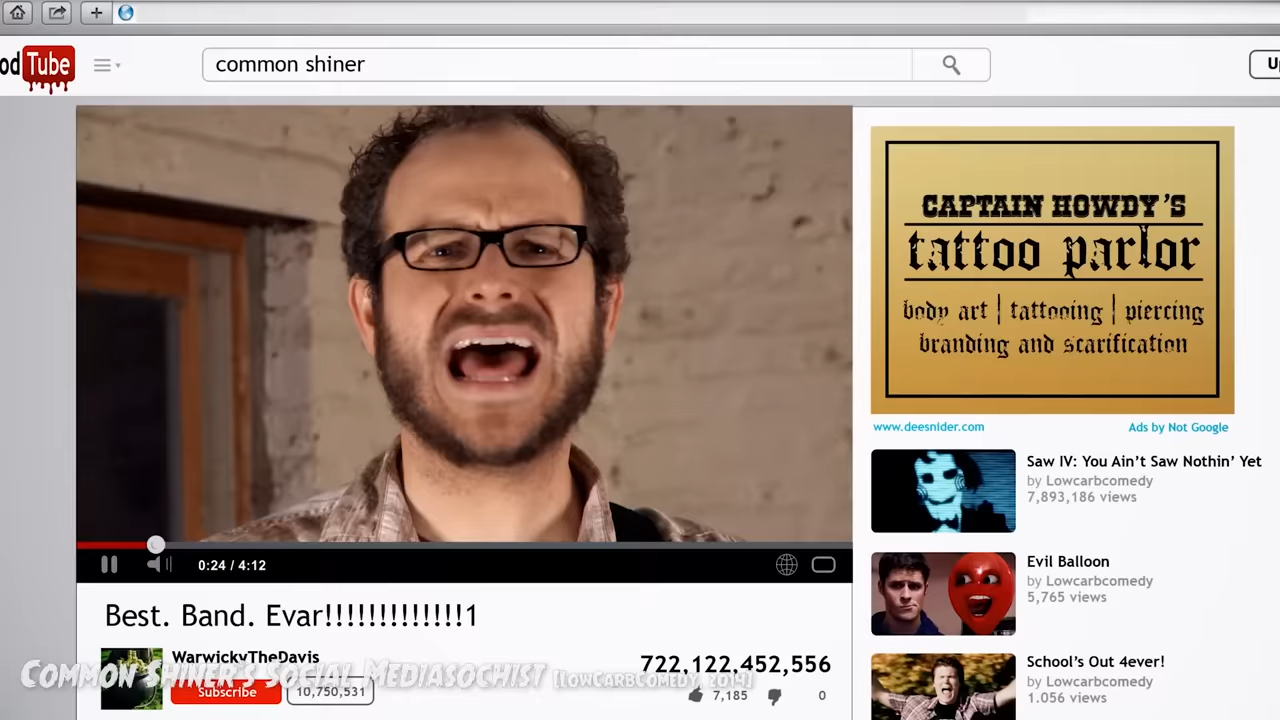 od Tube
common shiner
Up
CAPTAIN HOWDY'S
tattoo parlor
body art | tattooing | piercing
branding and scarification
www.deesnider.com
Ads by Not Google
Saw IV: You Ain't Saw Nothin' Yet
by Lowcarbcomedy
7,893,186 views
Evil Balloon
by Lowcarbcomedy
5,765 views
School's Out 4ever!
by Lowcarbcomedy
1.056 views
0:24 / 4:12
Best. Band. Evar!!!!!!!!!!!!!1
WarwickyTheDavis
Subscribe
10,750,531
722,122,452,556
7,185
0
Common Shiner's Social Mediasochist [LowCarbComedy, 2014]